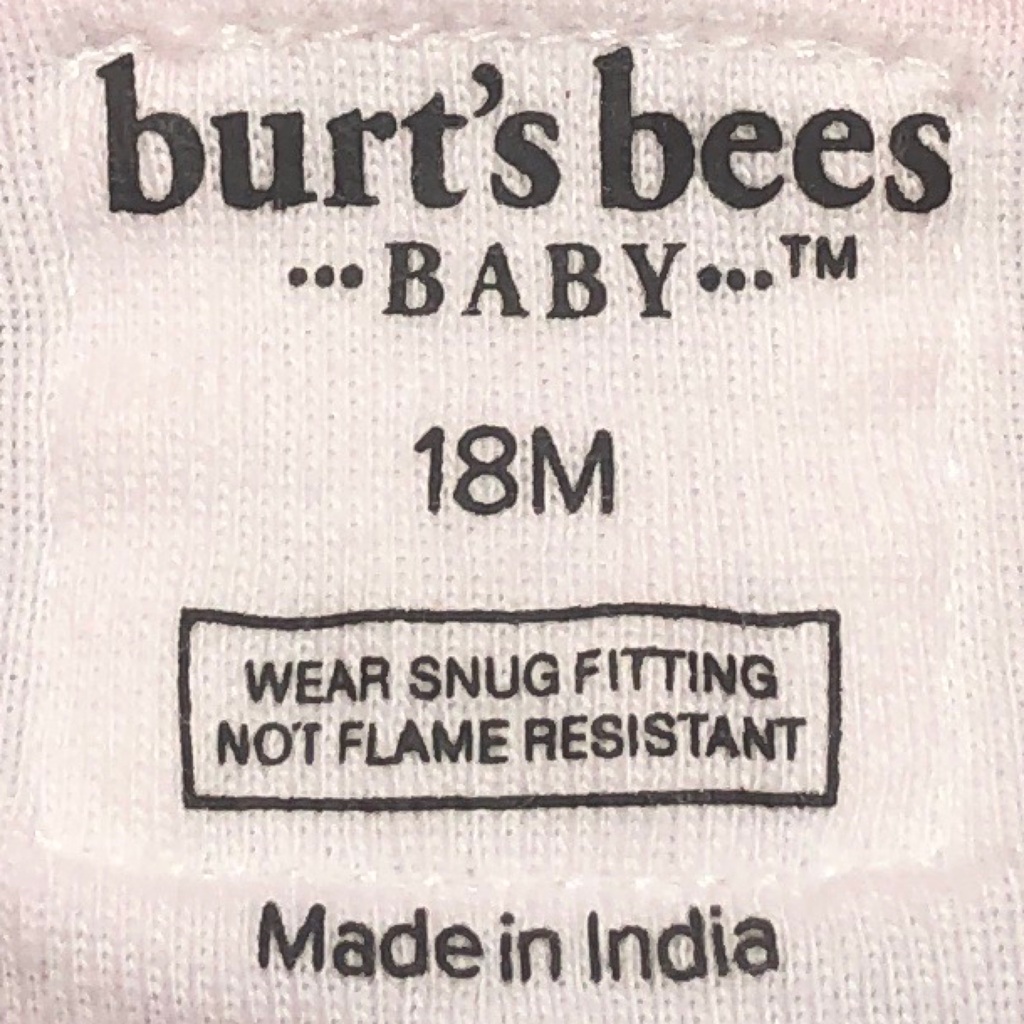 burt's bees
···BABY···™
18M
WEAR SNUG FITTING
NOT FLAME RESISTANT
Made in India